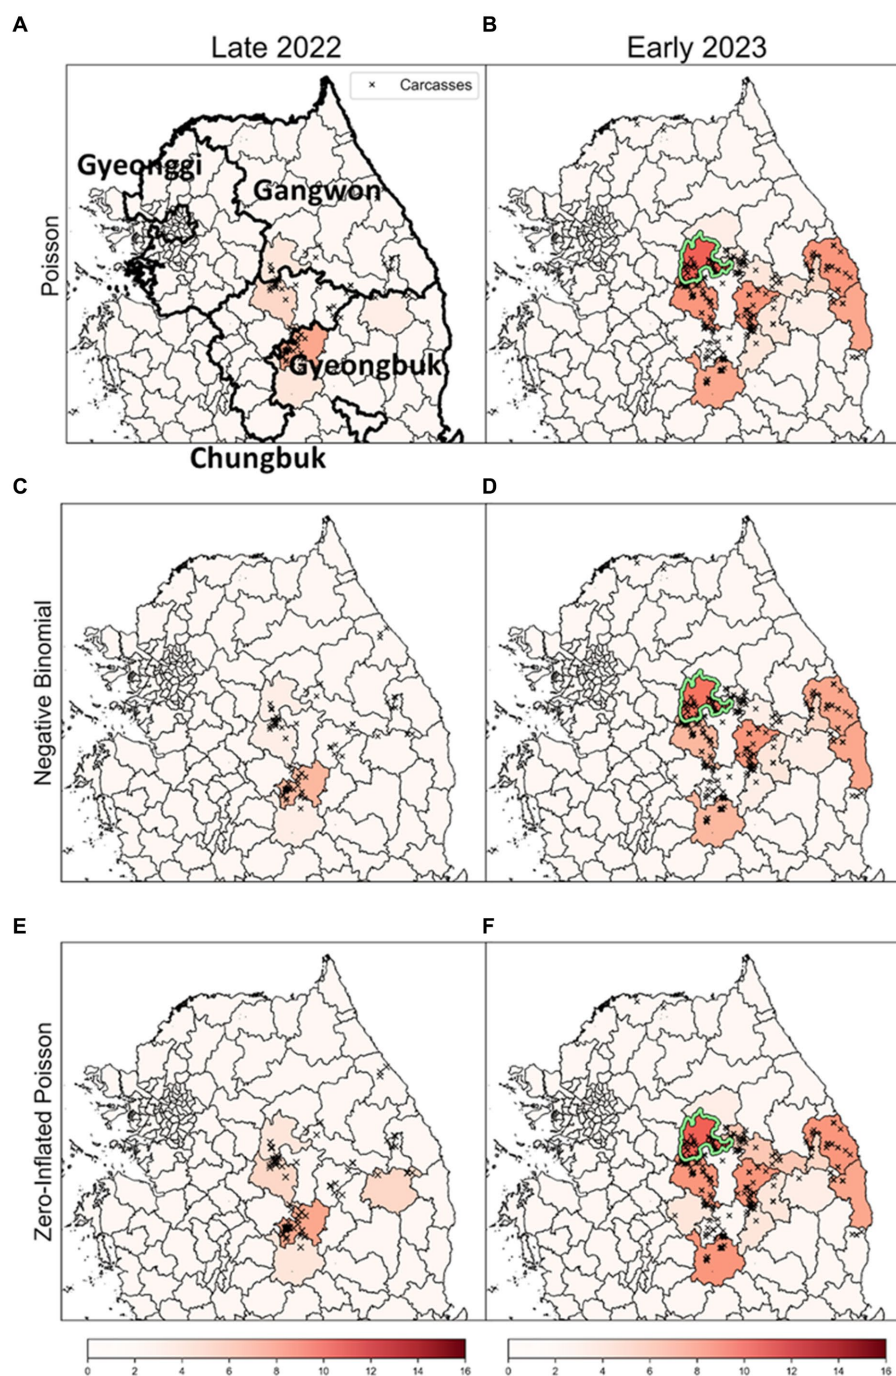 A
B
Late 2022
Early 2023
× Carcasses
Gyeonggi
Gangwon
Poisson
Gyeongbuk
Chungbuk
C
D
Negative Binomial
E
F
Zero-Inflated Poisson
0 2 4 6 8 10 12 14 16
0 2 4 6 8 10 12 14 16